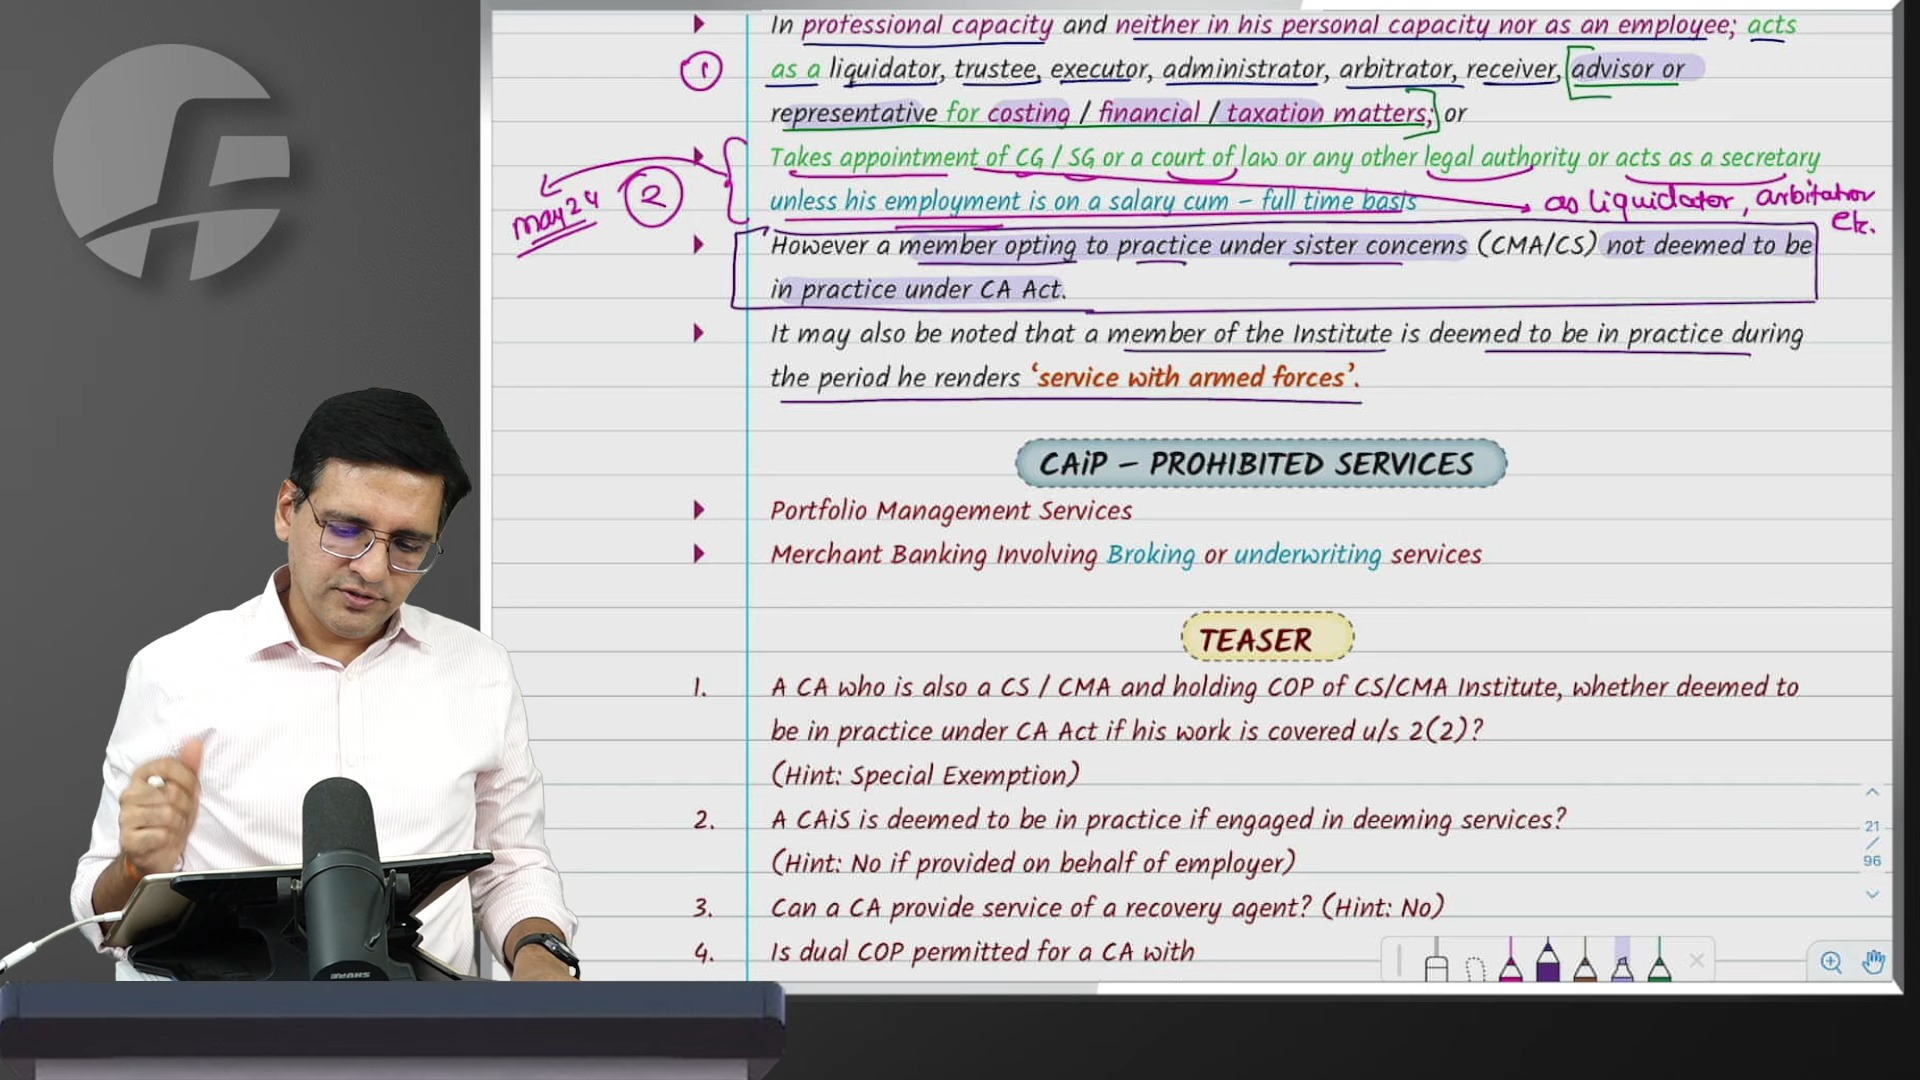 In professional capacity and neither in his personal capacity nor as an employee; acts
1
as a liquidator, trustee, executor, administrator, arbitrator, receiver, advisor or
representative for costing / financial / taxation matters; or
Takes appointment of CG / SG or a court of law or any other legal authority or acts as a secretary
may 24
2
unless his employment is on a salary cum – full time basis
as liquidator, arbitrator
etc.
However a member opting to practice under sister concerns (CMA/CS) not deemed to be
in practice under CA Act.
It may also be noted that a member of the Institute is deemed to be in practice during
the period he renders ‘service with armed forces’.
CAiP – PROHIBITED SERVICES
Portfolio Management Services
Merchant Banking Involving Broking or underwriting services
TEASER
1. A CA who is also a CS / CMA and holding COP of CS/CMA Institute, whether deemed to
be in practice under CA Act if his work is covered u/s 2(2)?
(Hint: Special Exemption)
2. A CAiS is deemed to be in practice if engaged in deeming services?
(Hint: No if provided on behalf of employer)
3. Can a CA provide service of a recovery agent? (Hint: No)
4. Is dual COP permitted for a CA with
21
/
96
SHURE